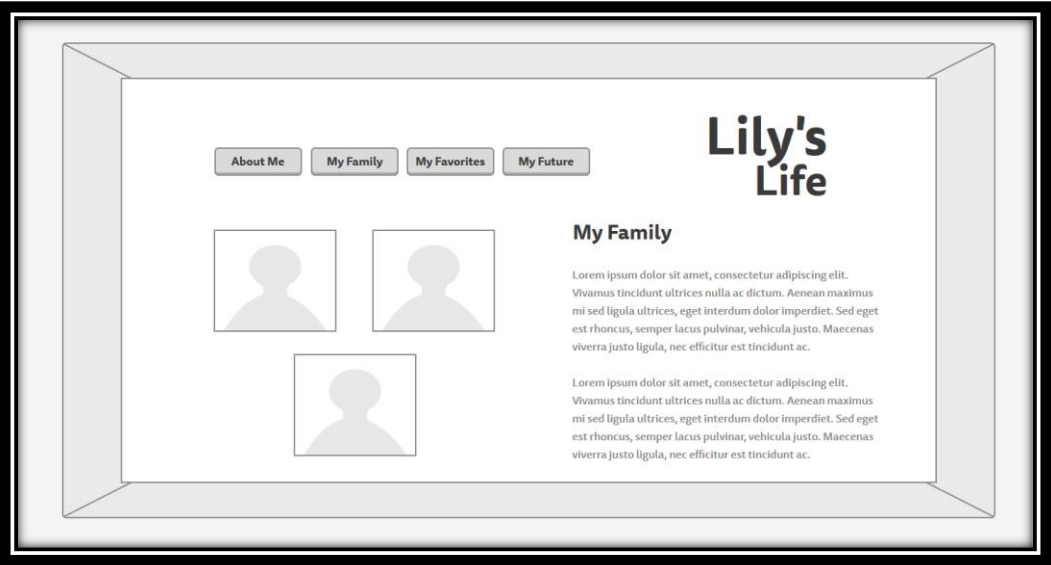 Lily's
Life
About Me
My Family
My Favorites
My Future
My Family
Lorem ipsum dolor sit amet, consectetur adipiscing elit.
Vivamus tincidunt ultrices nulla ac dictum. Aenean maximus
mi sed ligula ultrices, eget interdum dolor imperdiet. Sed eget
est rhoncus, semper lacus pulvinar, vehicula justo. Maecenas
viverra justo ligula, nec efficitur est tincidunt ac.
Lorem ipsum dolor sit amet, consectetur adipiscing elit.
Vivamus tincidunt ultrices nulla ac dictum. Aenean maximus
mi sed ligula ultrices, eget interdum dolor imperdiet. Sed eget
est rhoncus, semper lacus pulvinar, vehicula justo. Maecenas
viverra justo ligula, nec efficitur est tincidunt ac.